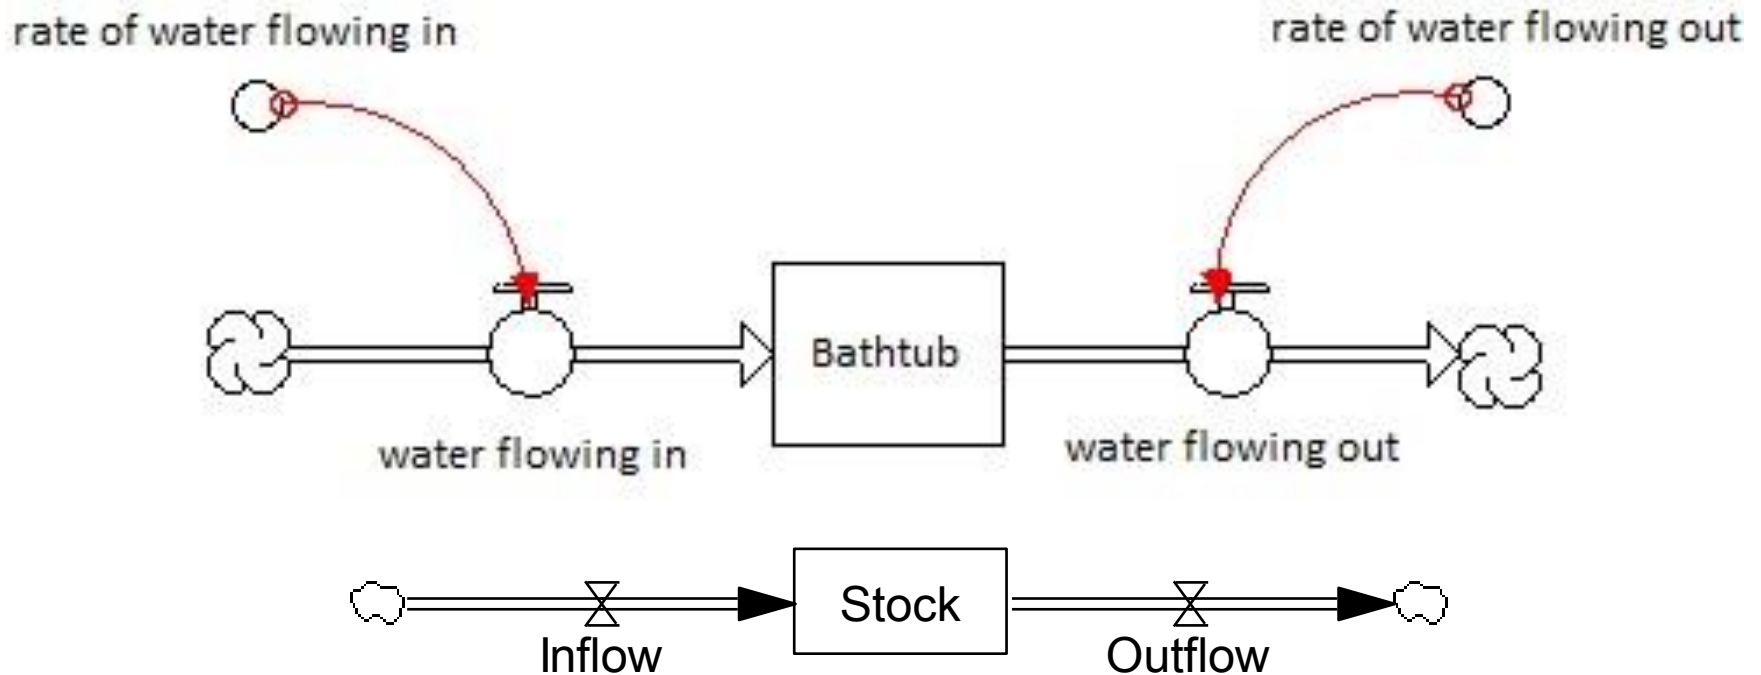 rate of water flowing in
rate of water flowing out
Bathtub
water flowing in
water flowing out
Stock
Inflow
Outflow